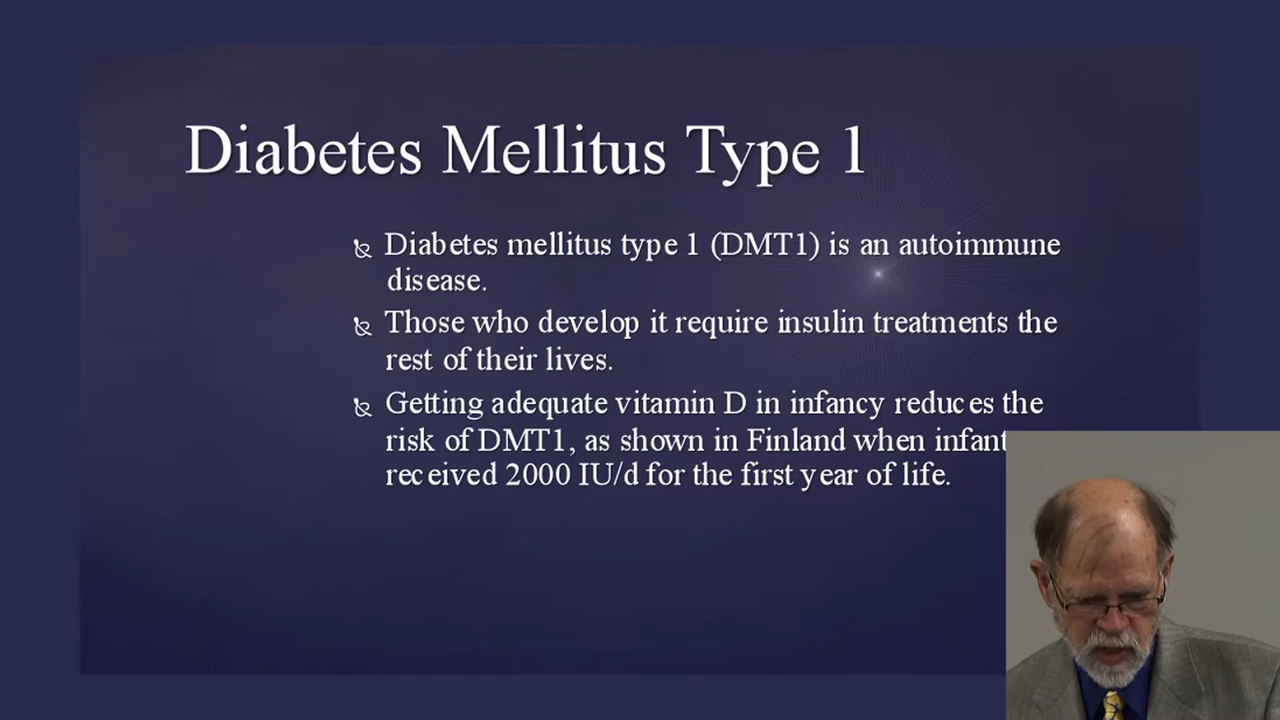 Diabetes Mellitus Type 1
Diabetes mellitus type 1 (DMT1) is an autoimmune
disease.
Those who develop it require insulin treatments the
rest of their lives.
Getting adequate vitamin D in infancy reduces the
risk of DMT1, as shown in Finland when infant
received 2000 IU/d for the first year of life.